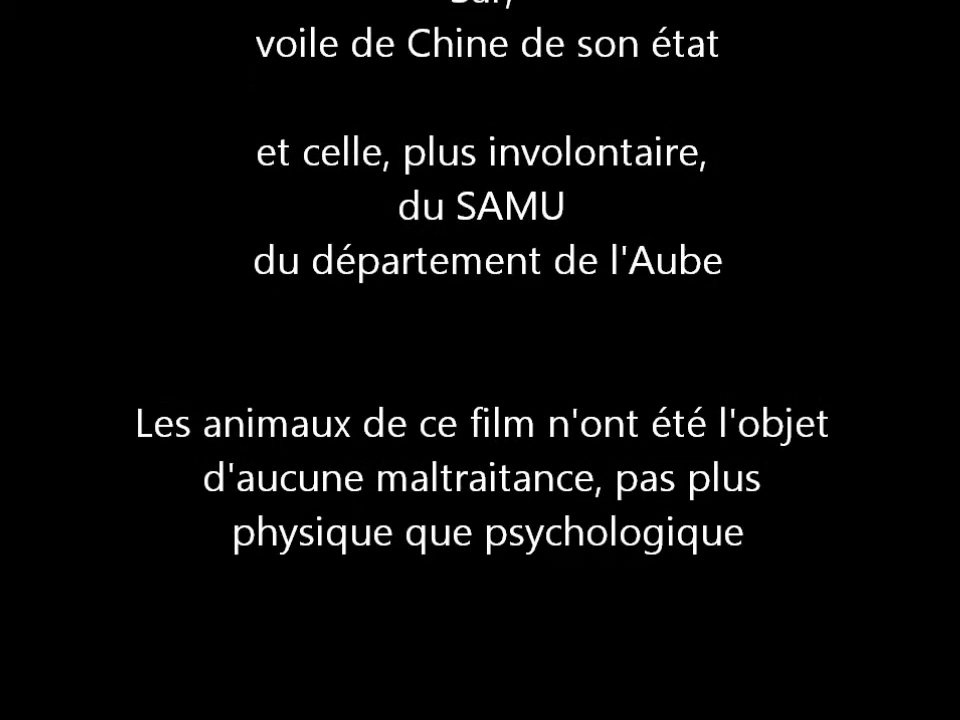 voile de Chine de son état
et celle, plus involontaire,
du SAMU
du département de l'Aube
Les animaux de ce film n'ont été l'objet
d'aucune maltraitance, pas plus
physique que psychologique